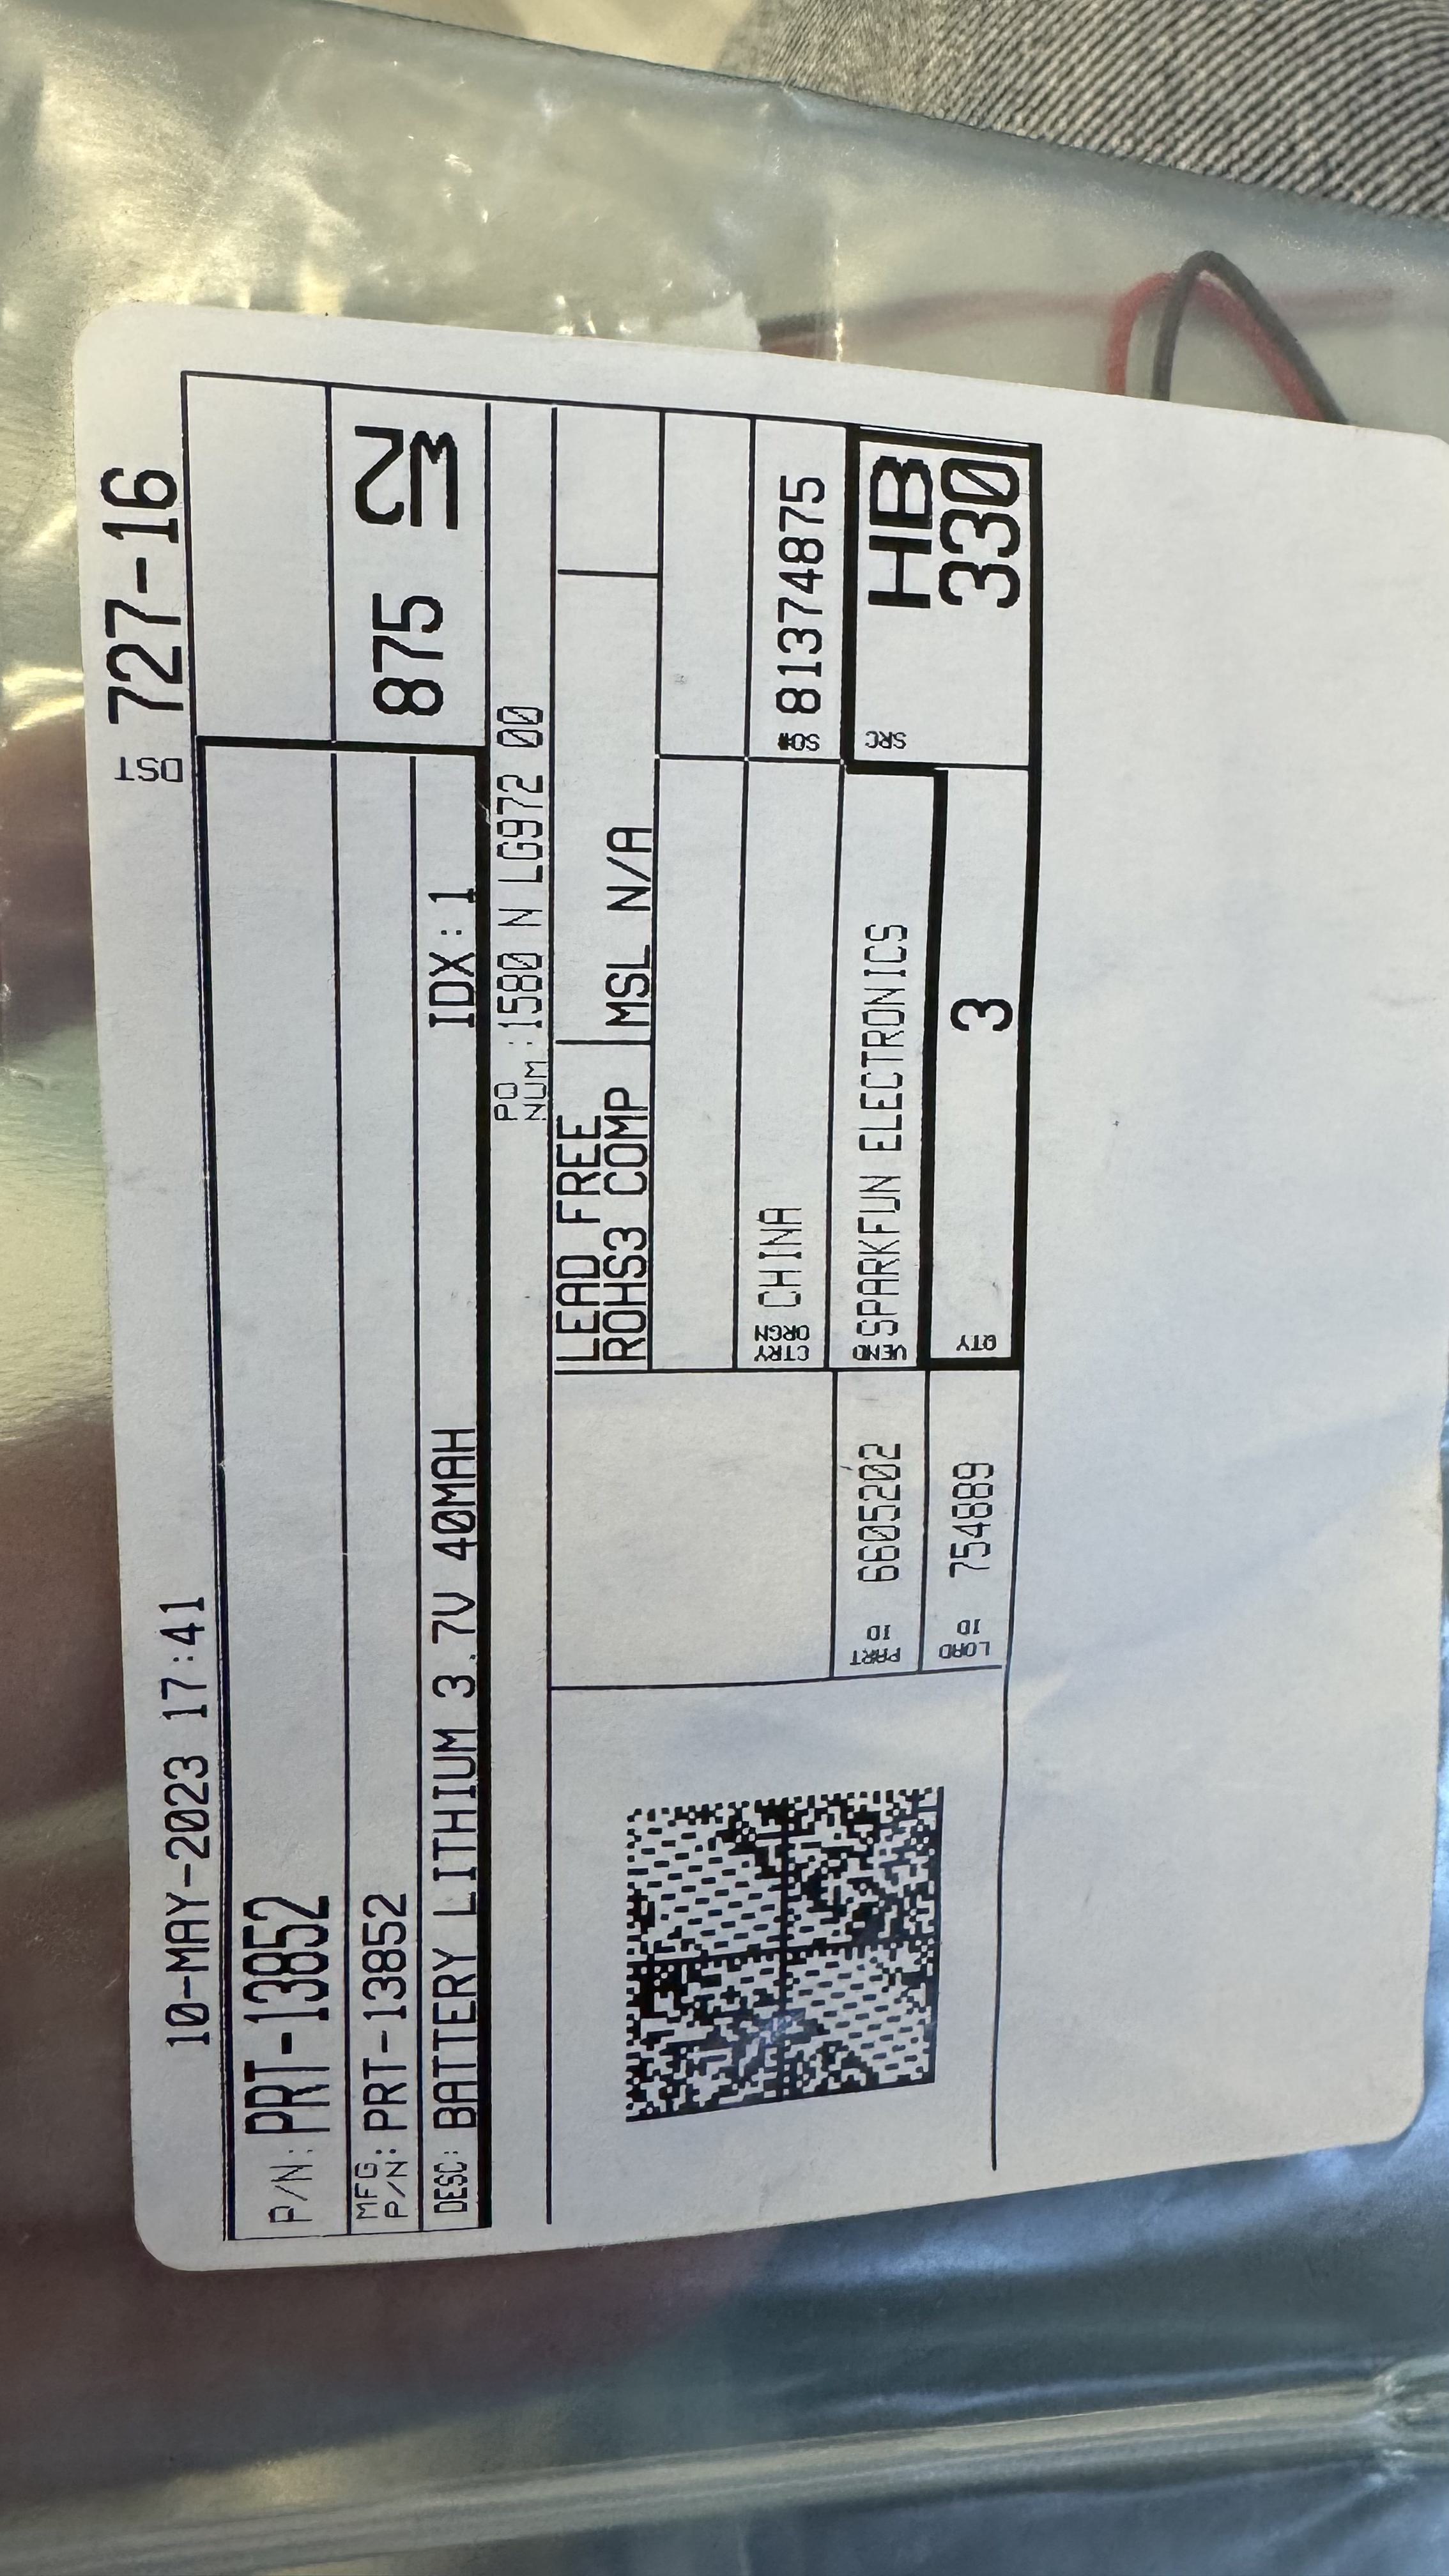 10-MAY-2023 17:41
DST 727-16
P/N: PRT-13852
MFG P/N: PRT-13852
875
DESC: BATTERY LITHIUM 3.7V 40MAH IDX: 1
PO NUM :1580 N LG972 00
LEAD FREE
ROHS3 COMP
MSL N/A
CTRY ORGN CHINA
SO# 81374875
PART ID 6605202
VEND SPARKFUN ELECTRONICS
SRC HB
330
LOAD ID 754889
QTY 3